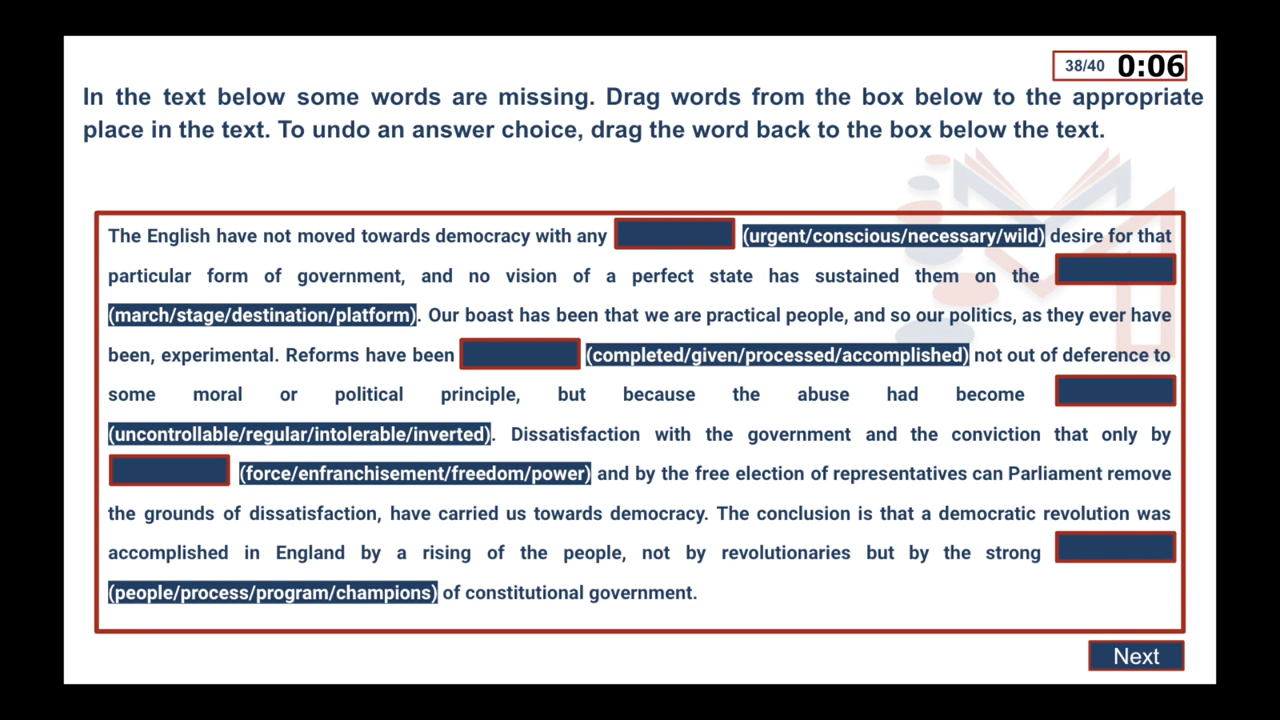 38/40 0:06
In the text below some words are missing. Drag words from the box below to the appropriate
place in the text. To undo an answer choice, drag the word back to the box below the text.
The English have not moved towards democracy with any (urgent/conscious/necessary/wild) desire for that
particular form of government, and no vision of a perfect state has sustained them on the
(march/stage/destination/platform). Our boast has been that we are practical people, and so our politics, as they ever have
been, experimental. Reforms have been (completed/given/processed/accomplished) not out of deference to
some moral or political principle, but because the abuse had become
(uncontrollable/regular/intolerable/inverted). Dissatisfaction with the government and the conviction that only by
(force/enfranchisement/freedom/power) and by the free election of representatives can Parliament remove
the grounds of dissatisfaction, have carried us towards democracy. The conclusion is that a democratic revolution was
accomplished in England by a rising of the people, not by revolutionaries but by the strong
(people/process/program/champions) of constitutional government.
Next